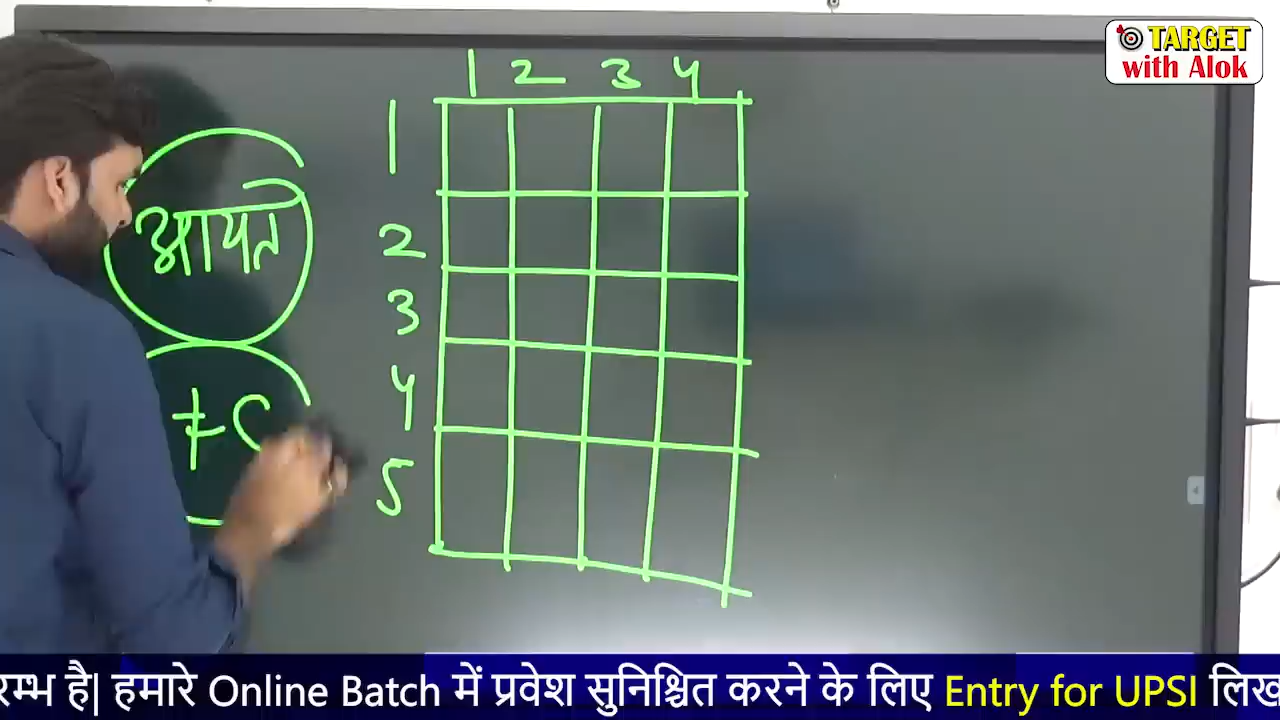 TARGET
with Alok
1 2 3 4
1
2
3
4
5
आयत
रम्भ है| हमारे Online Batch में प्रवेश सुनिश्चित करने के लिए Entry for UPSI लिख